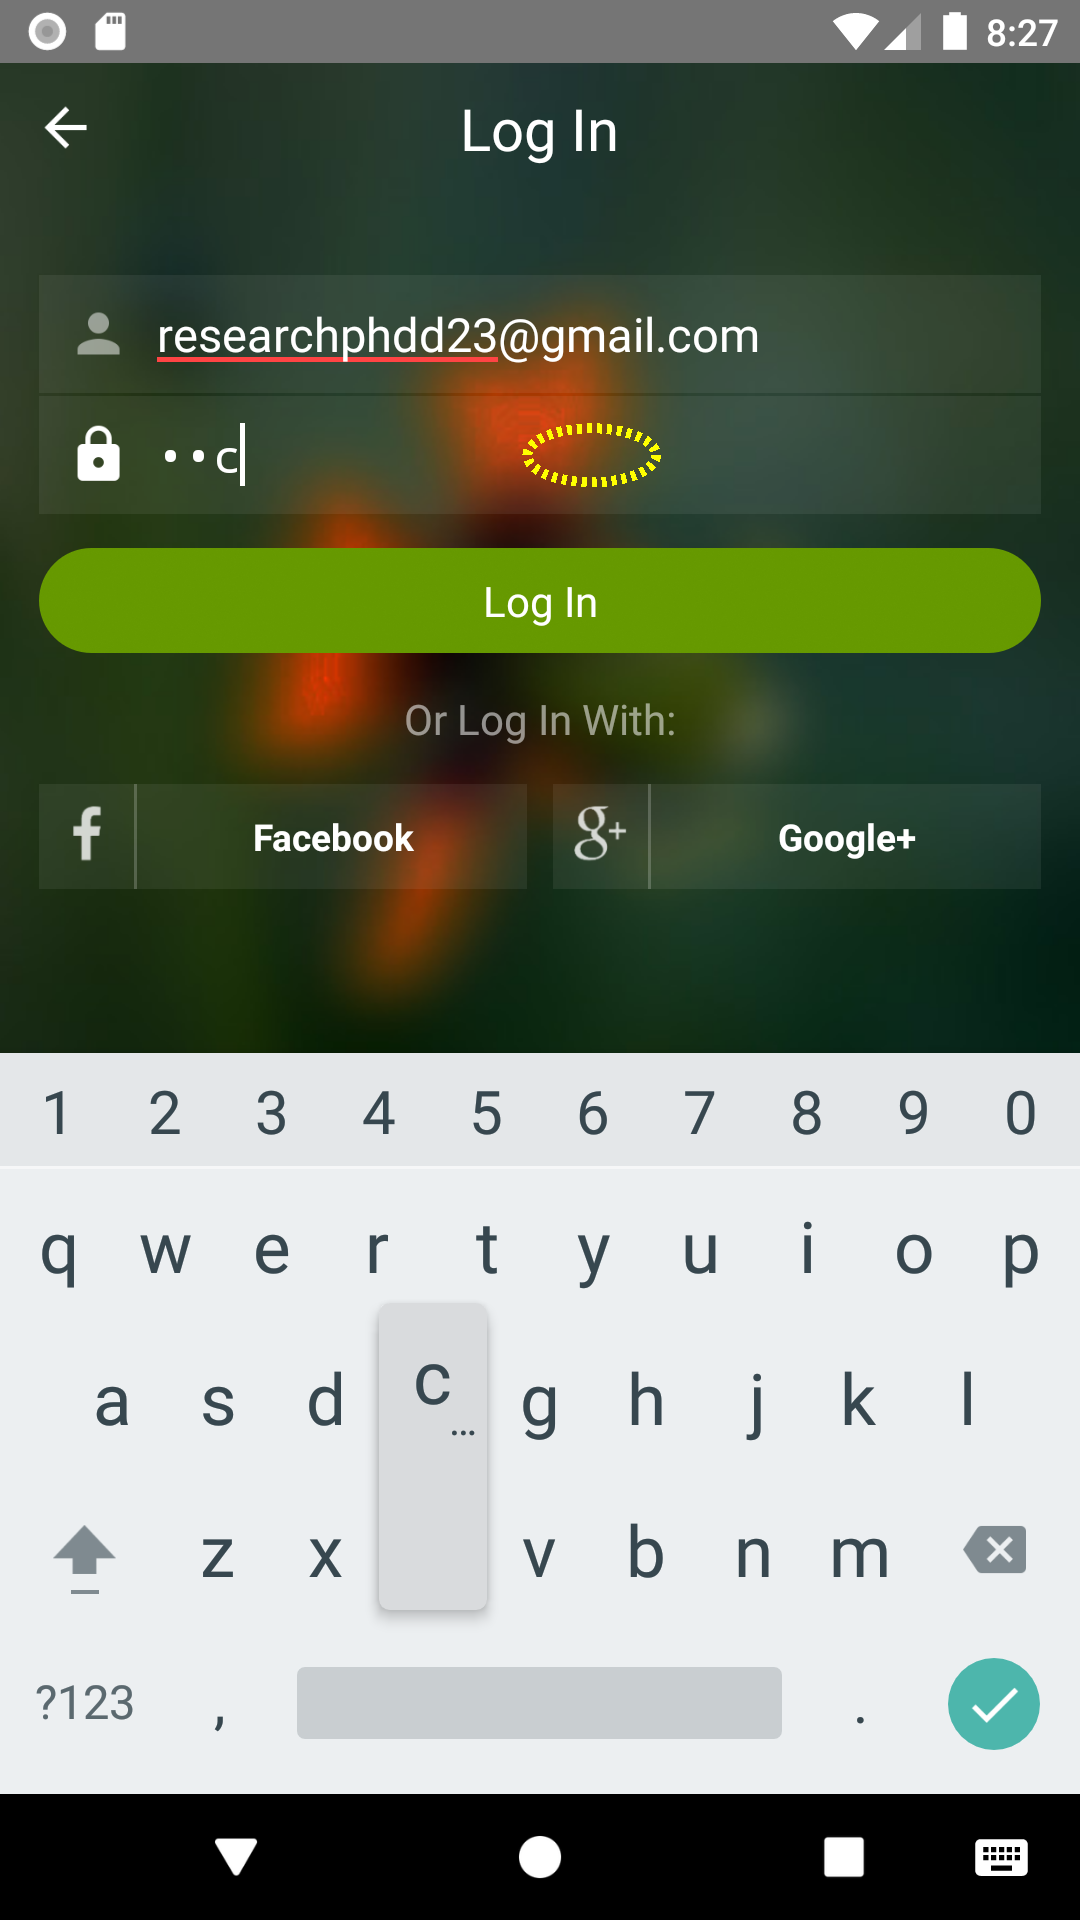 8:27
Log In
researchphdd23@gmail.com
••c
Log In
Or Log In With:
f Facebook g+ Google+
1 2 3 4 5 6 7 8 9 0
q w e r t y u i o p
a s d c... g h j k l
z x v b n m
?123 , .